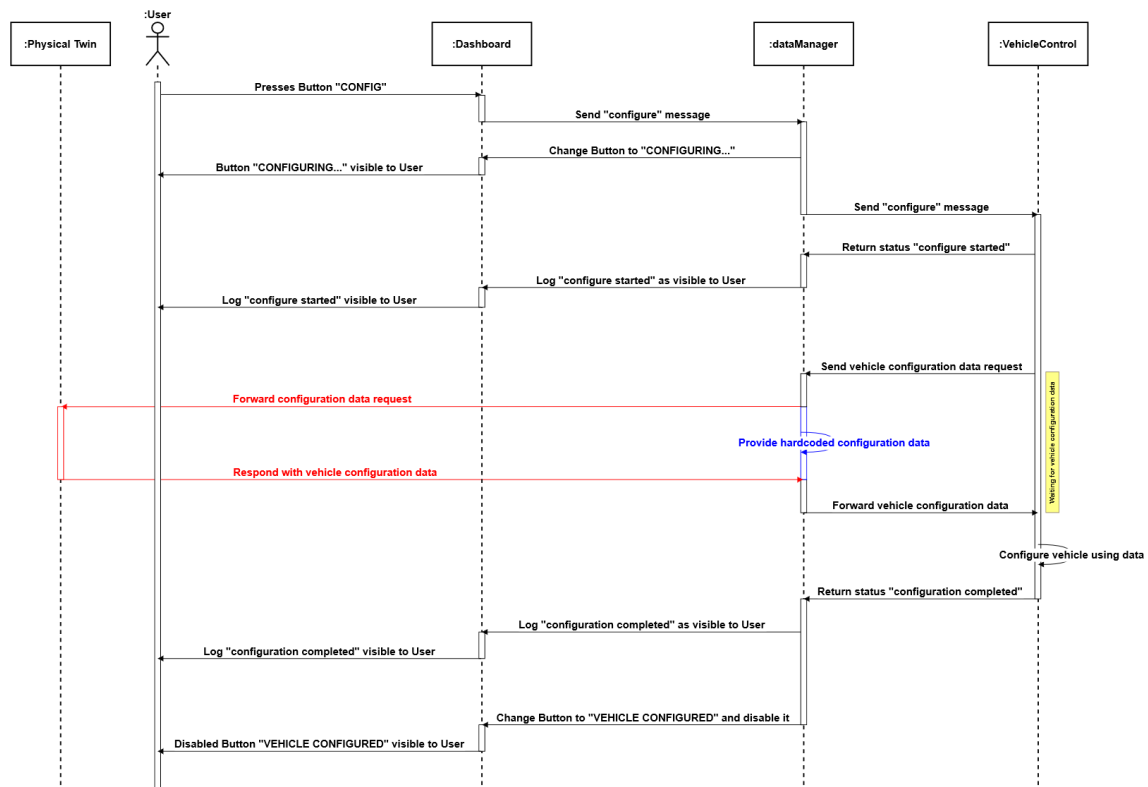 :User
:Physical Twin
:Dashboard
:dataManager
:VehicleControl
Presses Button "CONFIG"
Send "configure" message
Change Button to "CONFIGURING..."
Button "CONFIGURING..." visible to User
Send "configure" message
Return status "configure started"
Log "configure started" as visible to User
Log "configure started" visible to User
Send vehicle configuration data request
Waiting for vehicle configuration data
Forward configuration data request
Provide hardcoded configuration data
Respond with vehicle configuration data
Forward vehicle configuration data
Configure vehicle using data
Return status "configuration completed"
Log "configuration completed" as visible to User
Log "configuration completed" visible to User
Change Button to "VEHICLE CONFIGURED" and disable it
Disabled Button "VEHICLE CONFIGURED" visible to User